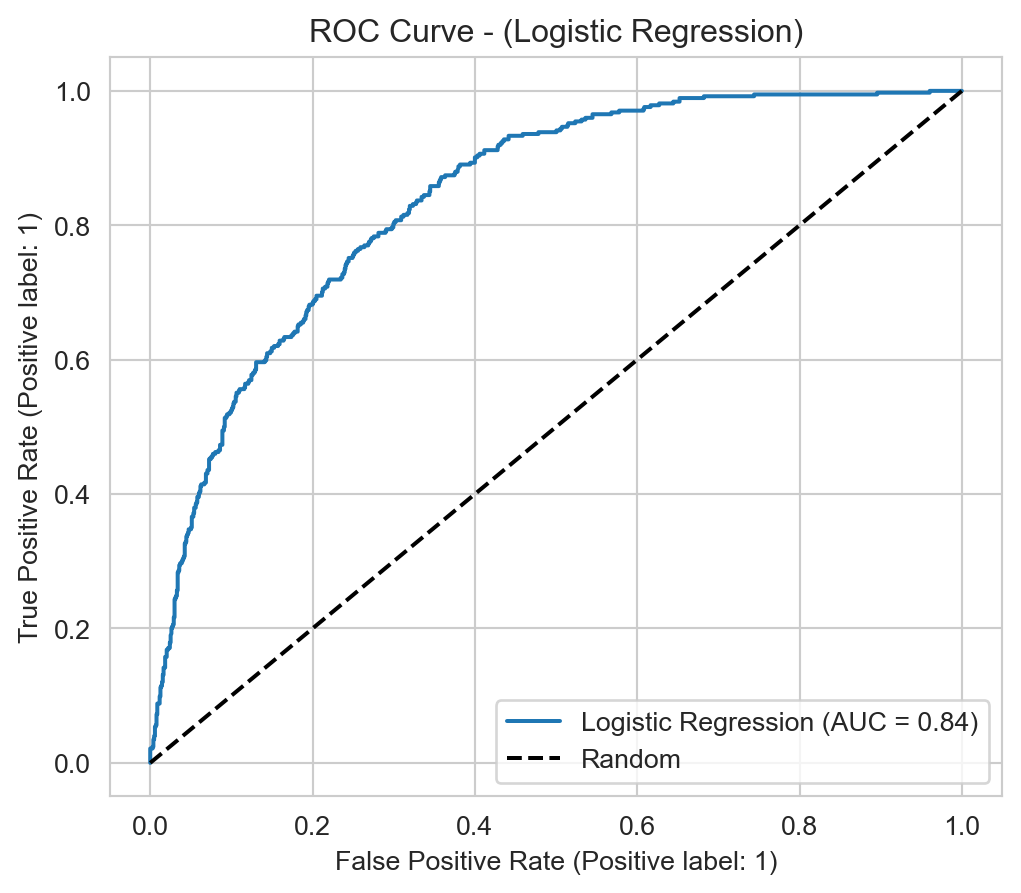 ROC Curve - (Logistic Regression)
True Positive Rate (Positive label: 1)
1.0
0.8
0.6
0.4
0.2
0.0
Logistic Regression (AUC = 0.84)
Random
0.0 0.2 0.4 0.6 0.8 1.0
False Positive Rate (Positive label: 1)